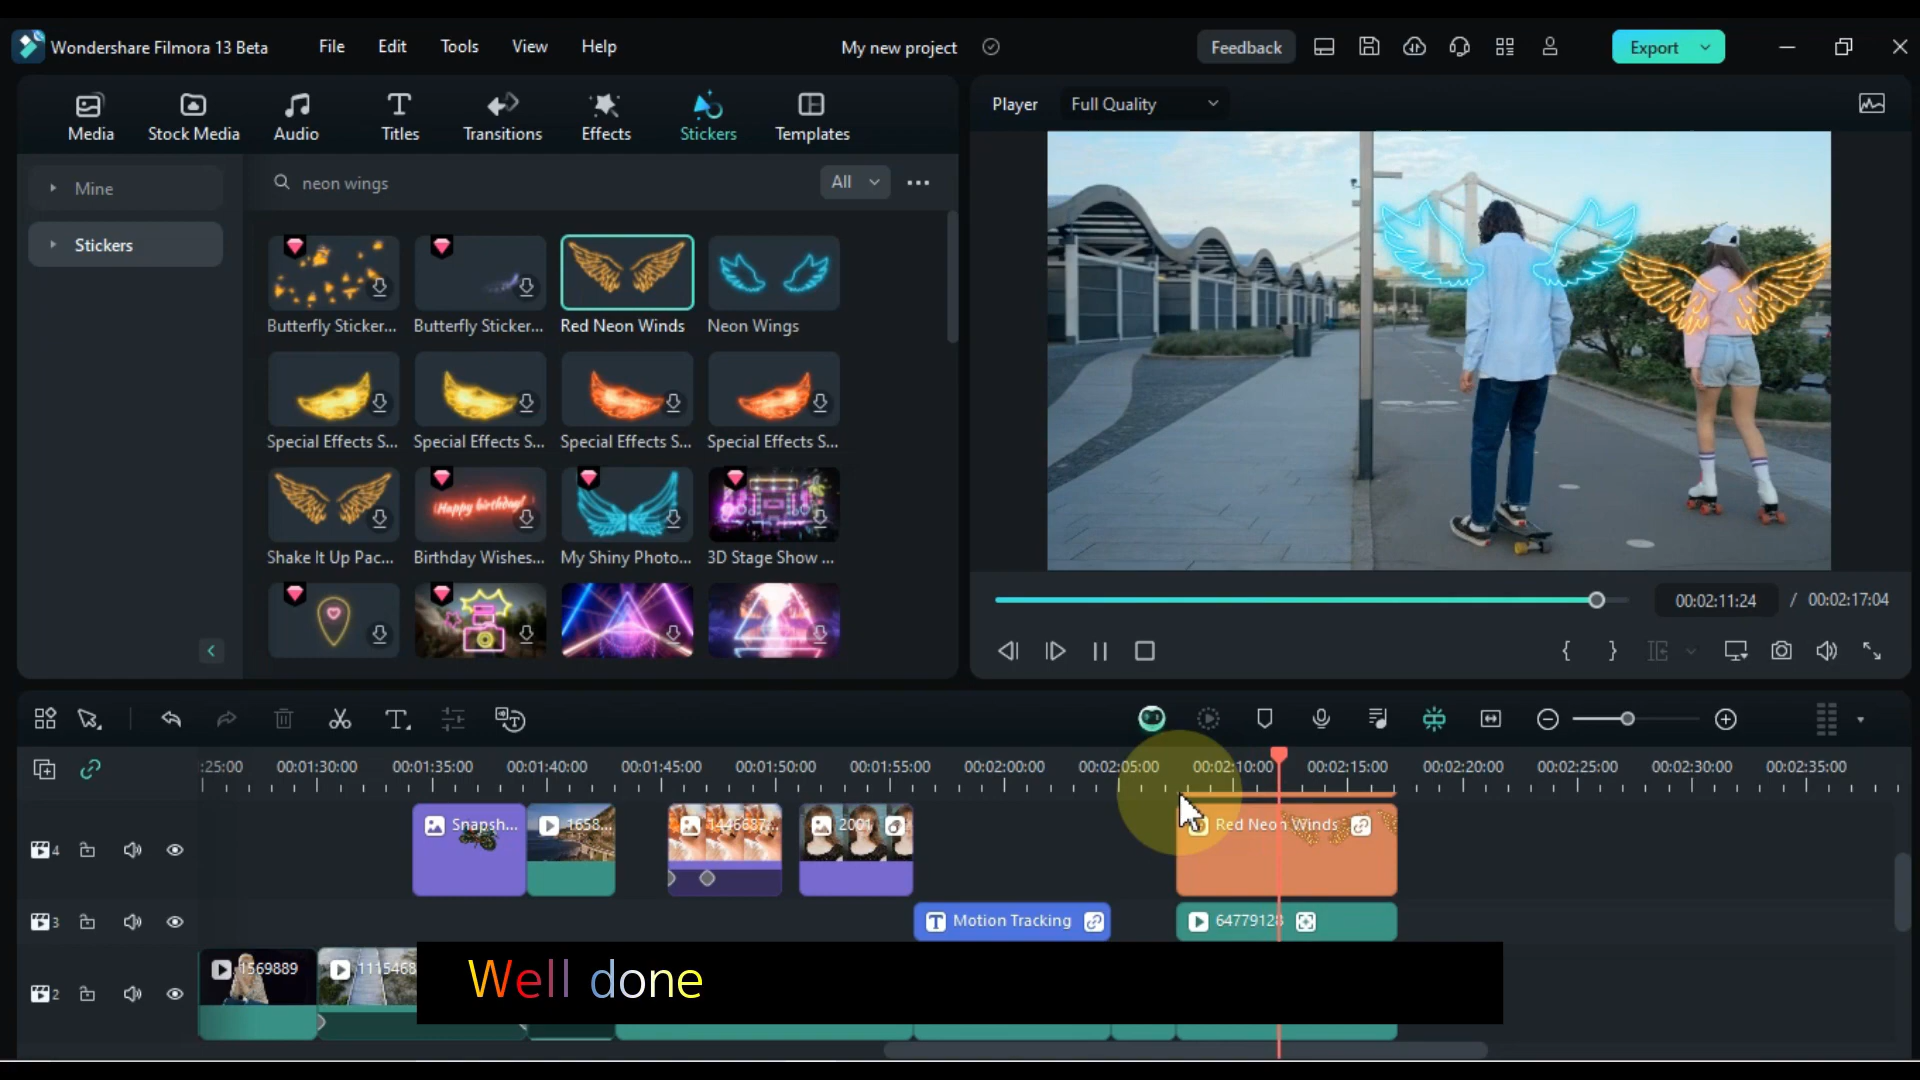 Wondershare Filmora 13 Beta File Edit Tools View Help My new project Feedback Export
Media Stock Media Audio Titles Transitions Effects Stickers Templates
Player Full Quality
Mine
neon wings All
Stickers
Butterfly Sticker... Butterfly Sticker... Red Neon Winds Neon Wings
Special Effects S... Special Effects S... Special Effects S... Special Effects S...
Happy birthday!
Shake It Up Pac... Birthday Wishes... My Shiny Photo... 3D Stage Show ...
00:02:11:24 / 00:02:17:04
:25:00 00:01:30:00 00:01:35:00 00:01:40:00 00:01:45:00 00:01:50:00 00:01:55:00 00:02:00:00 00:02:05:00 00:02:10:00 00:02:15:00 00:02:20:00 00:02:25:00 00:02:30:00 00:02:35:00
4 Snapsh... 1658... 1446687... 2001 Red Neon Winds
3 T Motion Tracking 64779128
2 1569889 1115468
Well done